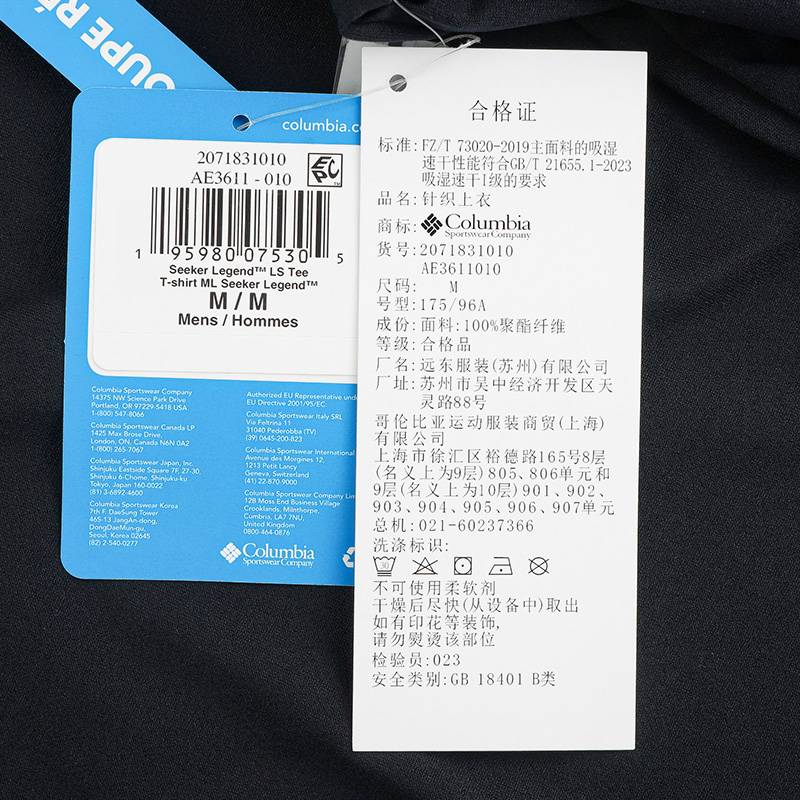 OUPE RÉ
columbia.c
2071831010
AE3611 - 010
EPC
1 95980 07530 5
Seeker Legend™ LS Tee
T-shirt ML Seeker Legend™
M / M
Mens / Hommes
Columbia Sportswear Company
14375 NW Science Park Drive
Portland, OR 97229-5418 USA
1-(800) 547-8066
Columbia Sportswear Canada LP
1425 Max Brose Drive,
London, ON, Canada N6N 0A2
1-(800) 265-7067
Columbia Sportswear Japan, Inc.
Shinjuku Eastside Square 7F, 27-30,
Shinjuku 6-Chome, Shinjuku-ku
Tokyo, Japan 160-0022
(81) 3-6892-4600
Columbia Sportswear Korea
7th F. DaeSung Tower
465-13 JangAn-dong,
DongDaeMun-gu,
Seoul, Korea 02645
(82) 2-540-0277
Authorized EU Representative under
EU Directive 2001/95/EC:
Columbia Sportswear Italy SRL
Via Feltrina 11
31040 Pederobba (TV)
(39) 0645-200-823
Columbia Sportswear International
Avenue des Morgines 12,
1213 Petit Lancy
Geneva, Switzerland
(41) 22-870-9000
Columbia Sportswear Company Lim
12B Moss End Business Village
Crooklands, Milnthorpe,
Cumbria, LA7-7NU,
United Kingdom
0800-464-0876
Columbia
Sportswear Company
合格证
标准:FZ/T 73020-2019主面料的吸湿
速干性能符合GB/T 21655.1-2023
吸湿速干I级的要求
品名:针织上衣
商标: Columbia
Sportswear Company
货号:2071831010
AE3611010
尺码: M
号型:175/96A
成份:面料:100%聚酯纤维
等级:合格品
厂名:远东服装(苏州)有限公司
厂址:苏州市吴中经济开发区天
灵路88号
哥伦比亚运动服装商贸(上海)
有限公司
上海市徐汇区裕德路165号8层
(名义上为9层)805、806单元和
9层(名义上为10层)901、902、
903、904、905、906、907单元
总机:021-60237366
洗涤标识:
30
不可使用柔软剂
干燥后尽快(从设备中)取出
如有印花等装饰,
请勿熨烫该部位
检验员:023
安全类别:GB 18401 B类